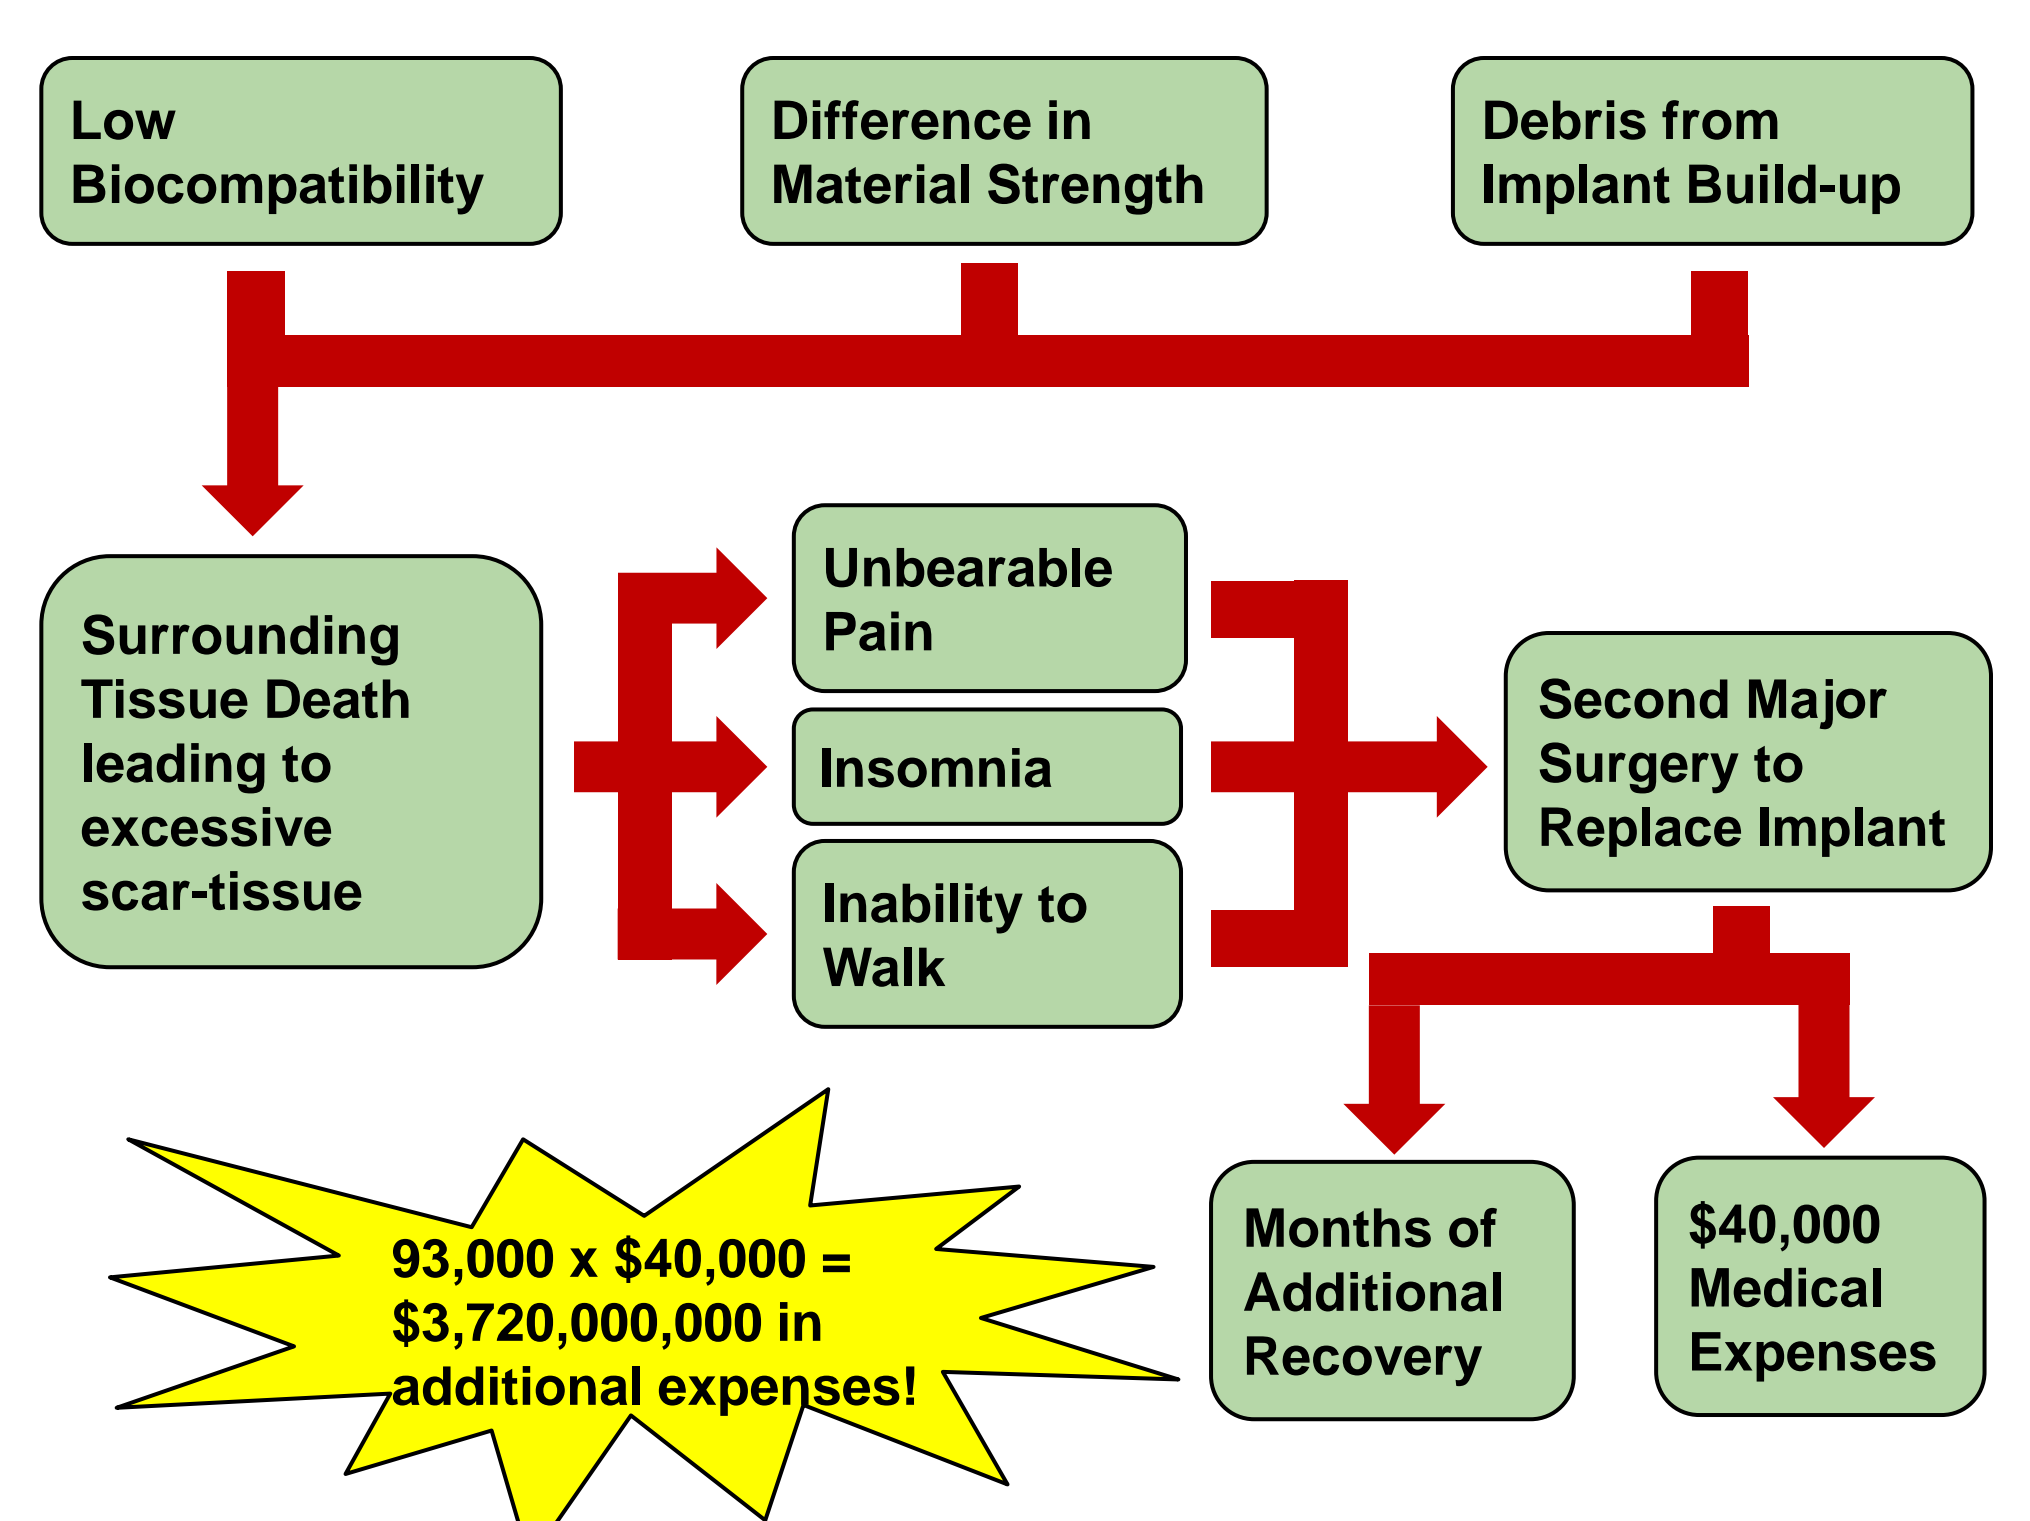 Low
Biocompatibility
Difference in
Material Strength
Debris from
Implant Build-up
Surrounding
Tissue Death
leading to
excessive
scar-tissue
Unbearable
Pain
Insomnia
Inability to
Walk
Second Major
Surgery to
Replace Implant
Months of
Additional
Recovery
$40,000
Medical
Expenses
93,000 x $40,000 =
$3,720,000,000 in
additional expenses!